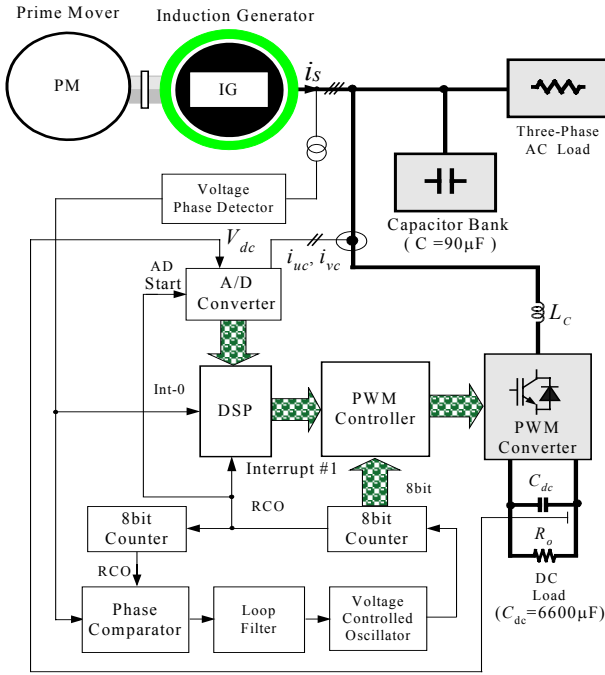 Prime Mover
Induction Generator
PM
IG
iS
Three-Phase
AC Load
Capacitor Bank
( C =90µF )
Voltage
Phase Detector
Vdc
iuc, ivc
AD
Start
A/D
Converter
LC
Int-0
DSP
PWM
Controller
PWM
Converter
Interrupt #1
8bit
RCO
Cdc
8bit
Counter
8bit
Counter
Ro
RCO
DC
Load
(Cdc=6600µF)
Phase
Comparator
Loop
Filter
Voltage
Controlled
Oscillator